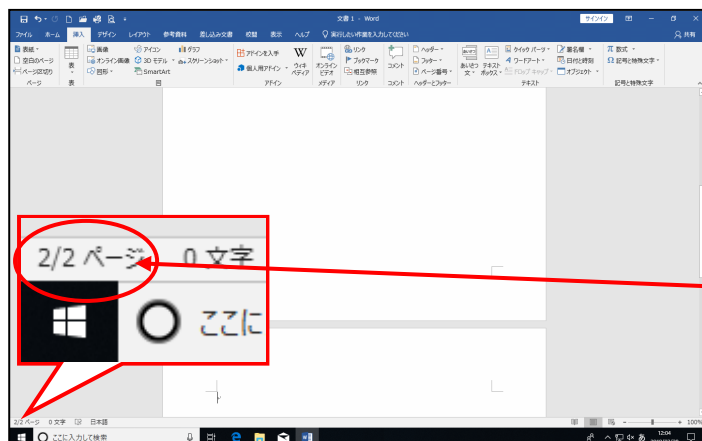 文書 1 - Word
サインイン
ファイル ホーム 挿入 デザイン レイアウト 参考資料 差し込み文書 校閲 表示 ヘルプ 実行したい作業を入力してください 共有
表紙
空白のページ
ページ区切り
ページ
表
表
画像
オンライン画像
図形
アイコン
3D モデル
SmartArt
グラフ
スクリーンショット
図
アドインを入手
個人用アドイン
W
ウィキ
ペディア
アドイン
オンライン
ビデオ
メディア
リンク
ブックマーク
相互参照
リンク
コメント
コメント
ヘッダー
フッター
ページ番号
ヘッダーとフッター
あいさつ
文
テキスト
ボックス
クイック パーツ
ワードアート
ドロップ キャップ
署名欄
日付と時刻
オブジェクト
テキスト
数式
記号と特殊文字
記号と特殊文字
2/2 ページ 0 文字
ここに
2/2 ページ 0 文字 日本語
100%
ここに入力して検索
あ
12:04